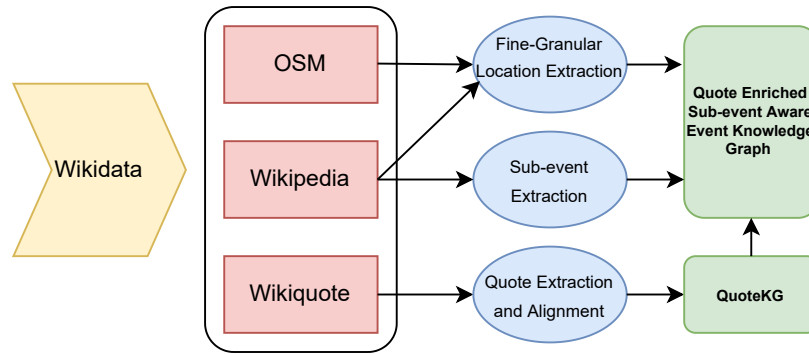 Wikidata
OSM
Wikipedia
Wikiquote
Fine-Granular
Location Extraction
Sub-event
Extraction
Quote Extraction
and Alignment
Quote Enriched
Sub-event Aware
Event Knowledge
Graph
QuoteKG